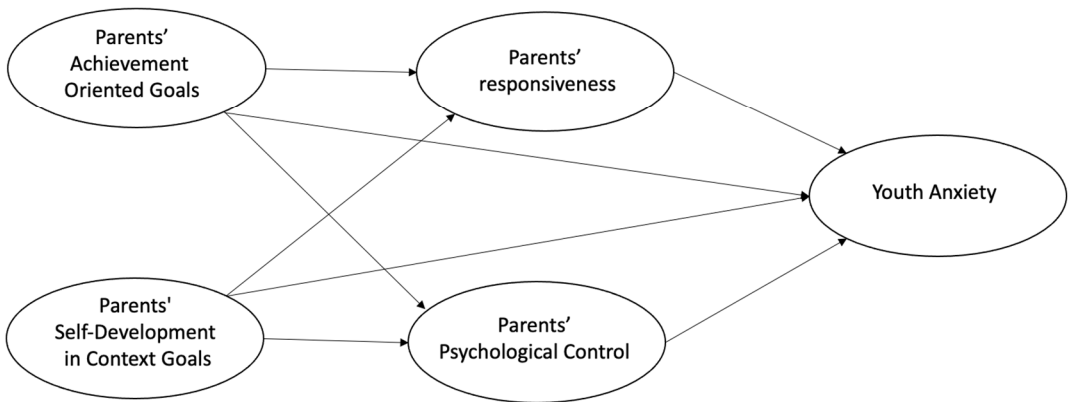 Parents’
Achievement
Oriented Goals
Parents’
responsiveness
Youth Anxiety
Parents'
Self-Development
in Context Goals
Parents’
Psychological Control